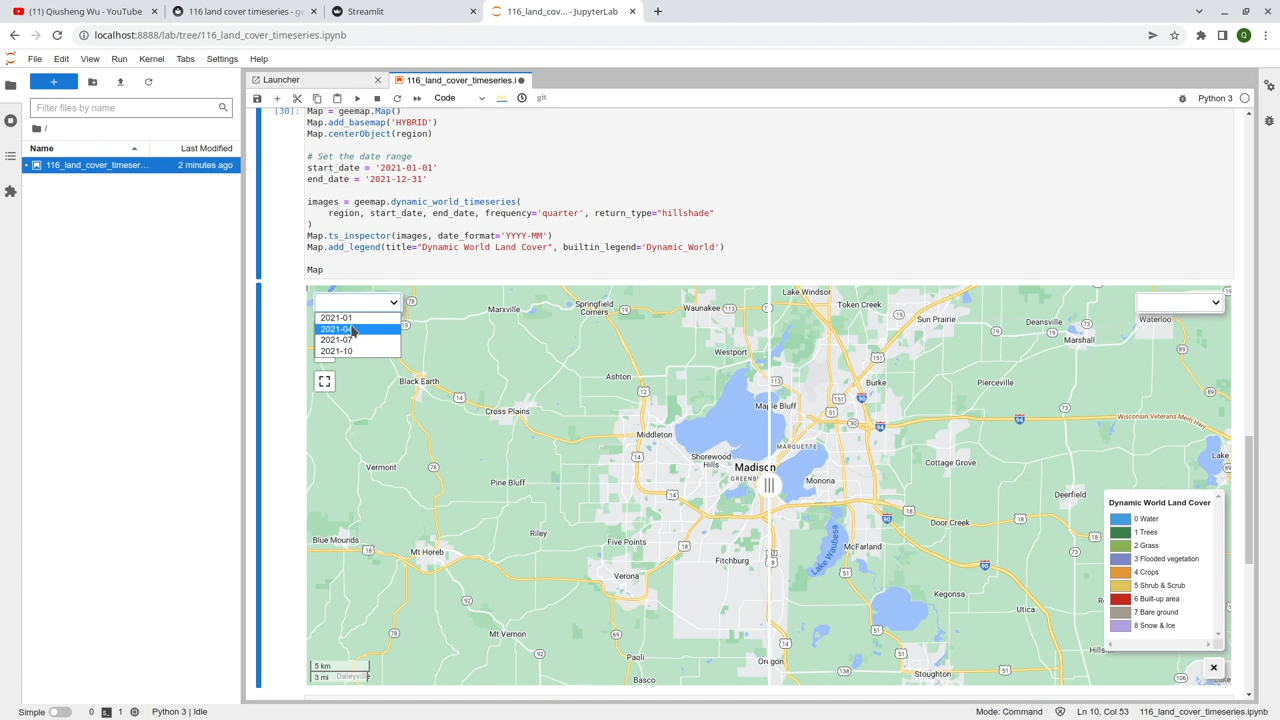 (11) Qiusheng Wu - YouTube
116 land cover timeseries - ge
Streamlit
116_land_cov... - JupyterLab
localhost:8888/lab/tree/116_land_cover_timeseries.ipynb
Q
File Edit View Run Kernel Tabs Settings Help
Launcher
116_land_cover_timeseries.i
Code
git
Python 3
Filter files by name
/
Name
Last Modified
116_land_cover_timeser...
2 minutes ago
[30]:
Map = geemap.Map()
Map.add_basemap('HYBRID')
Map.centerObject(region)
# Set the date range
start_date = '2021-01-01'
end_date = '2021-12-31'
images = geemap.dynamic_world_timeseries(
region, start_date, end_date, frequency='quarter', return_type="hillshade"
)
Map.ts_inspector(images, date_format='YYYY-MM')
Map.add_legend(title="Dynamic World Land Cover", builtin_legend='Dynamic_World')
Map
2021-01
2021-04
2021-07
2021-10
Lake Windsor
Marxville
Springfield Corners
Waunakee
Token Creek
Sun Prairie
Deansville
Waterloo
Marshall
Westport
Black Earth
Ashton
Burke
Pierceville
Cross Plains
Maple Bluff
Wisconsin Veterans Mem Hwy
Middleton
MARQUETTE
Shorewood Hills
Vermont
Madison
Cottage Grove
Pine Bluff
Monona
Deerfield
Riley
Door Creek
Blue Mounds
Mt Horeb
Five Points
Lake Waubesa
McFarland
Fitchburg
Verona
Kegonsa
Utica
Mt Vernon
Paoli
Oregon
Stoughton
Basco
Daleyville
5 km
3 mi
Dynamic World Land Cover
0 Water
1 Trees
2 Grass
3 Flooded vegetation
4 Crops
5 Shrub & Scrub
6 Built-up area
7 Bare ground
8 Snow & Ice
Simple
0
1
Python 3 | Idle
Mode: Command
Ln 10, Col 53
116_land_cover_timeseries.ipynb